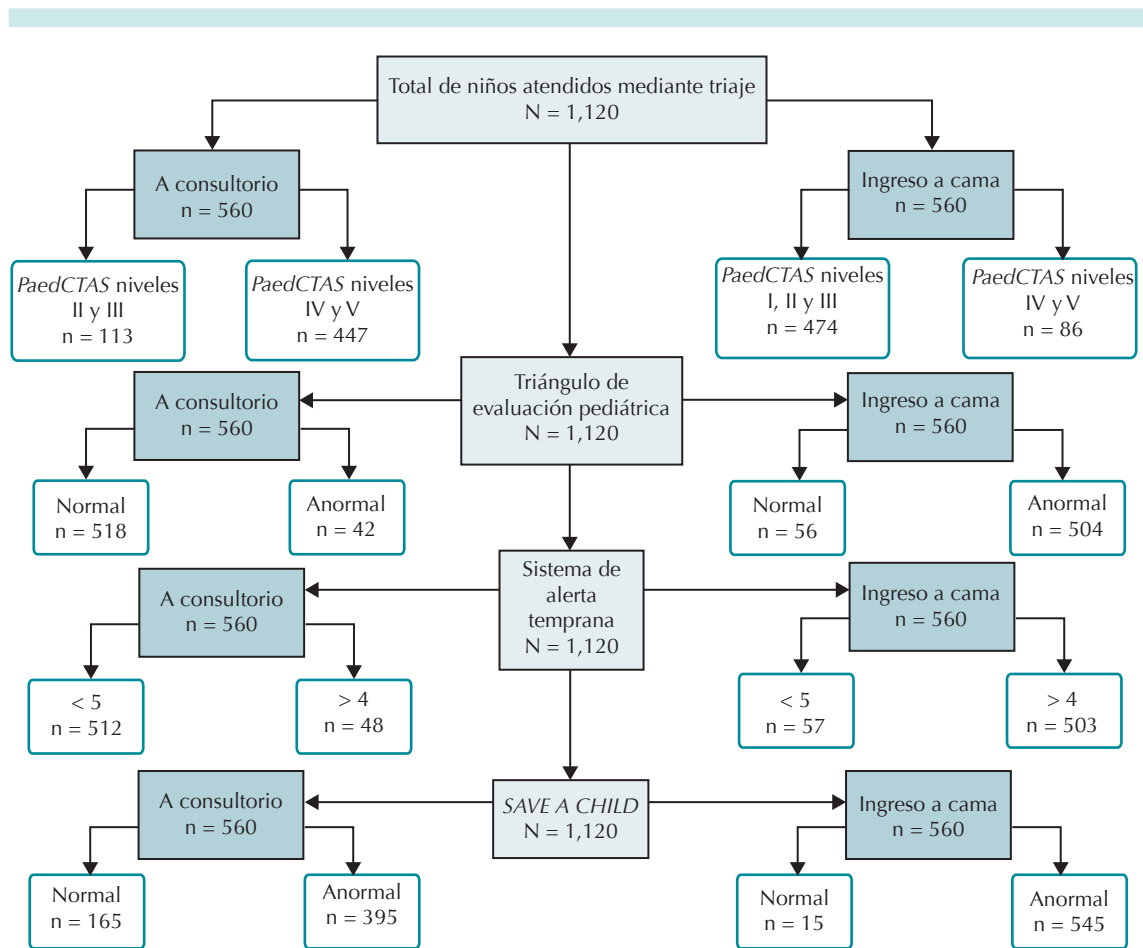 Total de niños atendidos mediante triaje
N = 1,120
A consultorio
n = 560
Ingreso a cama
n = 560
PaedCTAS niveles
II y III
n = 113
PaedCTAS niveles
IV y V
n = 447
PaedCTAS niveles
I, II y III
n = 474
PaedCTAS niveles
IV y V
n = 86
A consultorio
n = 560
Triángulo de
evaluación pediátrica
N = 1,120
Ingreso a cama
n = 560
Normal
n = 518
Anormal
n = 42
Normal
n = 56
Anormal
n = 504
A consultorio
n = 560
Sistema de
alerta
temprana
N = 1,120
Ingreso a cama
n = 560
< 5
n = 512
> 4
n = 48
< 5
n = 57
> 4
n = 503
A consultorio
n = 560
SAVE A CHILD
N = 1,120
Ingreso a cama
n = 560
Normal
n = 165
Anormal
n = 395
Normal
n = 15
Anormal
n = 545